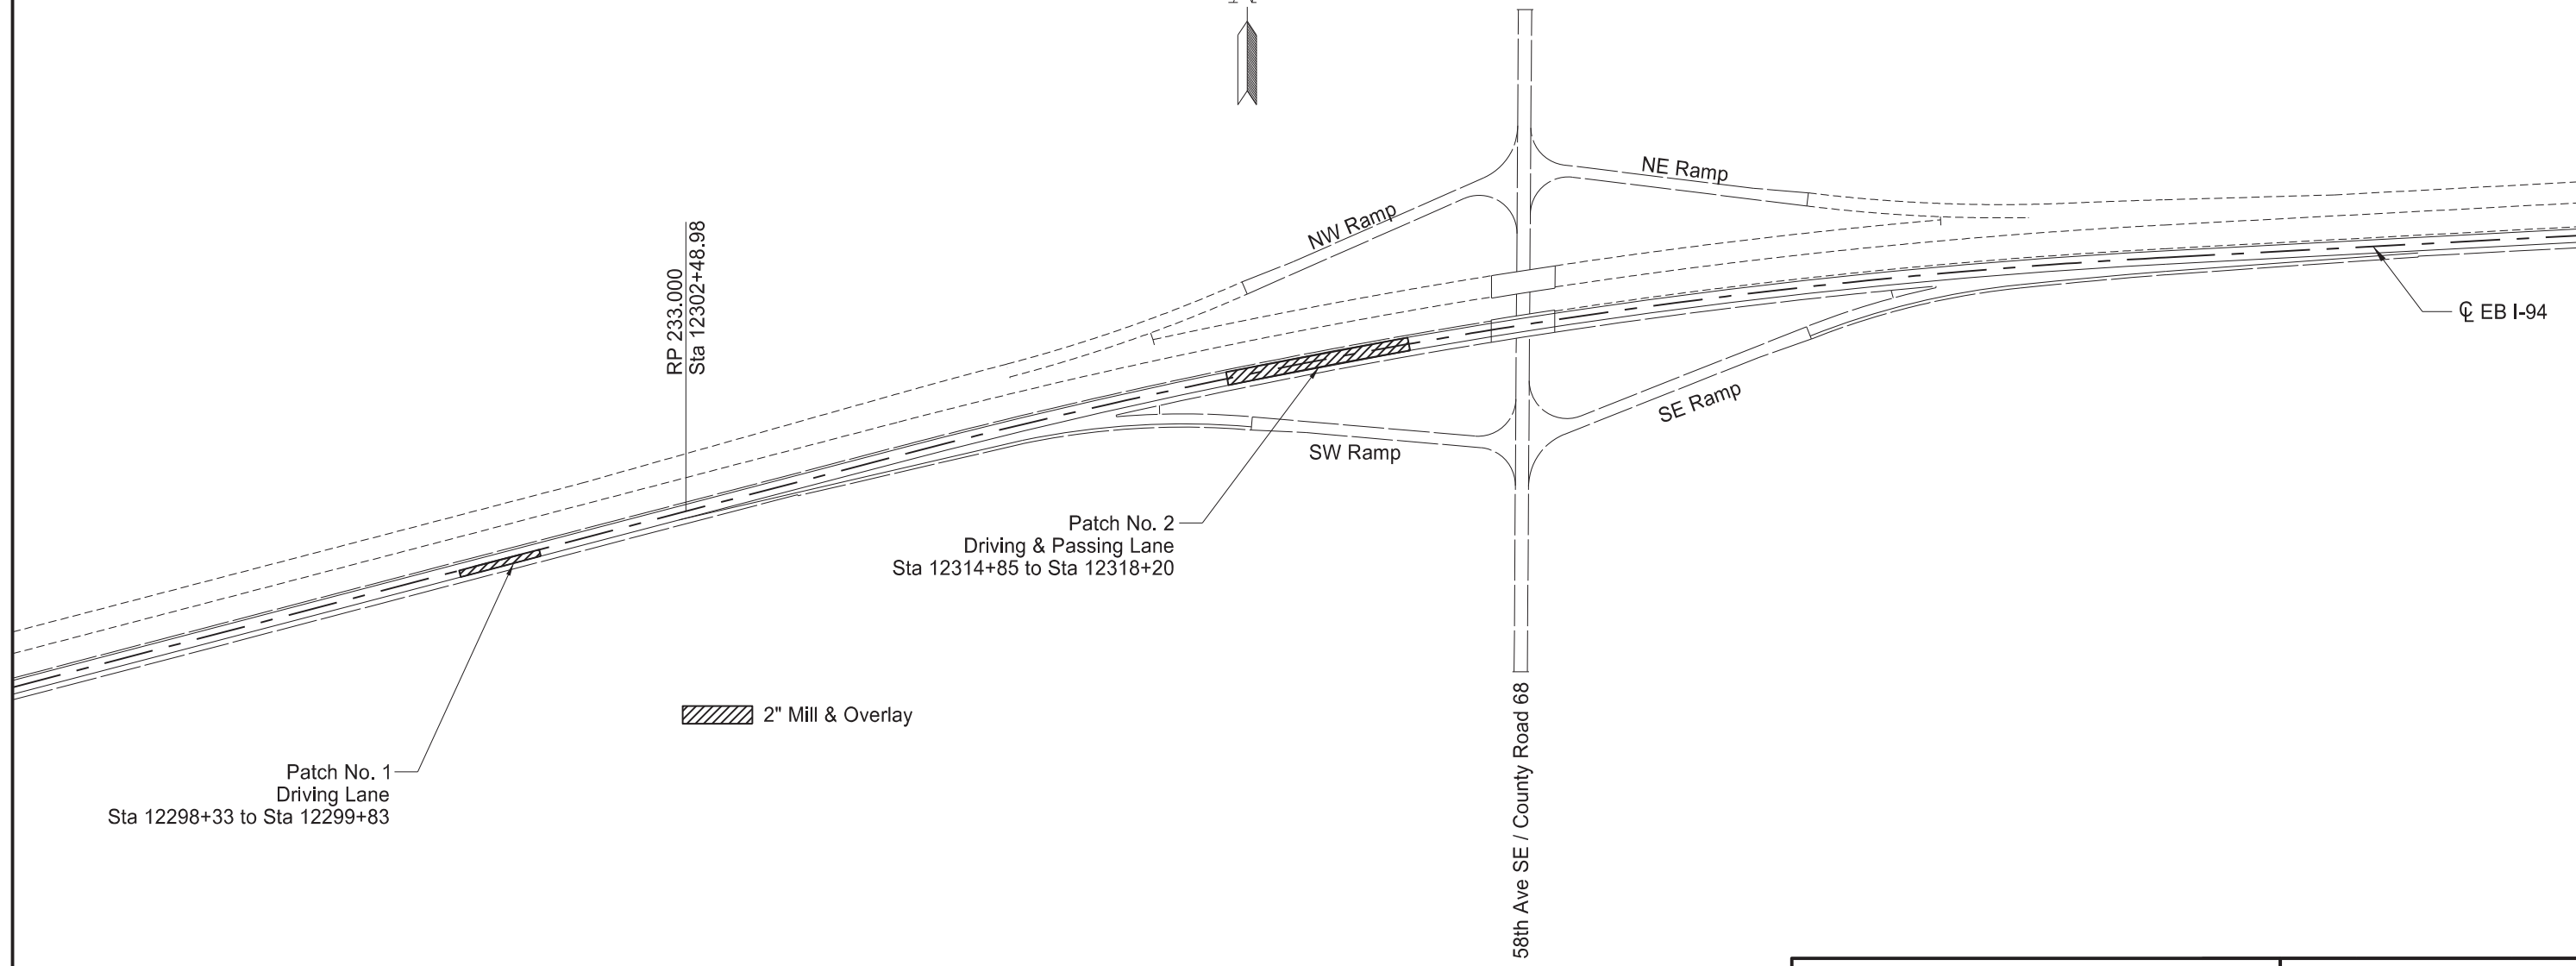 NE Ramp
NW Ramp
RP 233.000
Sta 12302+48.98
℄ EB I-94
SE Ramp
SW Ramp
Patch No. 2
Driving & Passing Lane
Sta 12314+85 to Sta 12318+20
2" Mill & Overlay
Patch No. 1
Driving Lane
Sta 12298+33 to Sta 12299+83
58th Ave SE / County Road 68